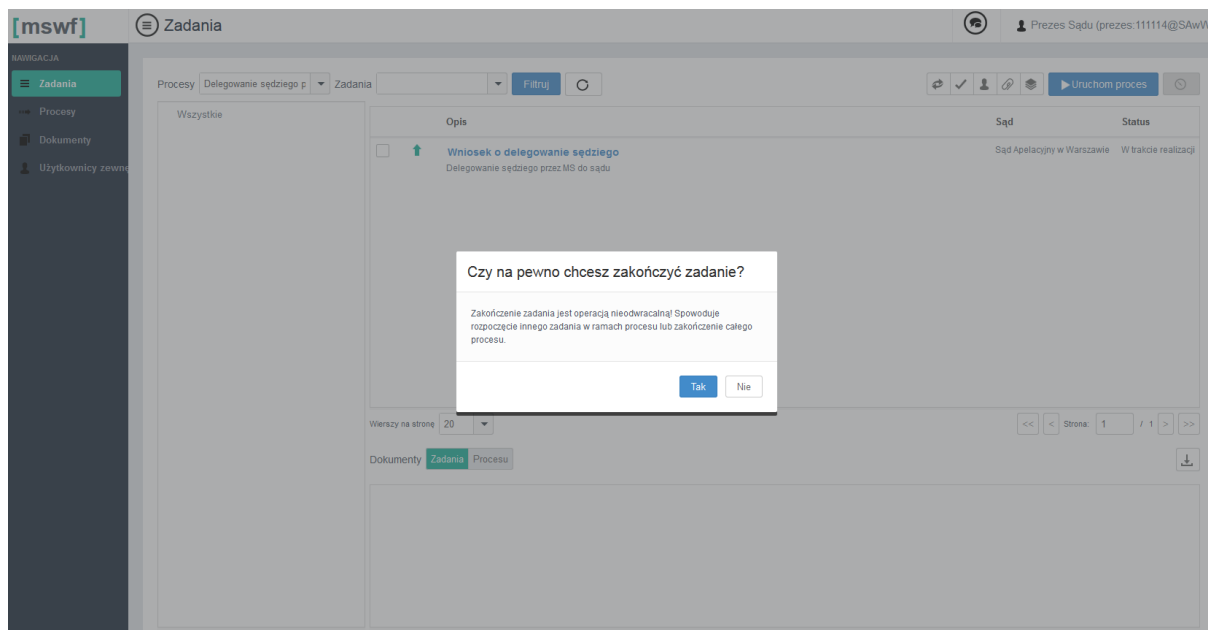 [mswf]
Zadania
Prezes Sądu (prezes:111114@SAwW
NAWIGACJA
Zadania
Procesy
Dokumenty
Użytkownicy zewnę
Procesy Delegowanie sędziego p Zadania Filtruj Uruchom proces
Wszystkie
Opis Sąd Status
Wniosek o delegowanie sędziego Sąd Apelacyjny w Warszawie W trakcie realizacji
Delegowanie sędziego przez MS do sądu
Czy na pewno chcesz zakończyć zadanie?
Zakończenie zadania jest operacją nieodwracalną! Spowoduje
rozpoczęcie innego zadania w ramach procesu lub zakończenie całego
procesu.
Tak Nie
Wierszy na stronę 20 << < Strona: 1 / 1 > >>
Dokumenty Zadania Procesu